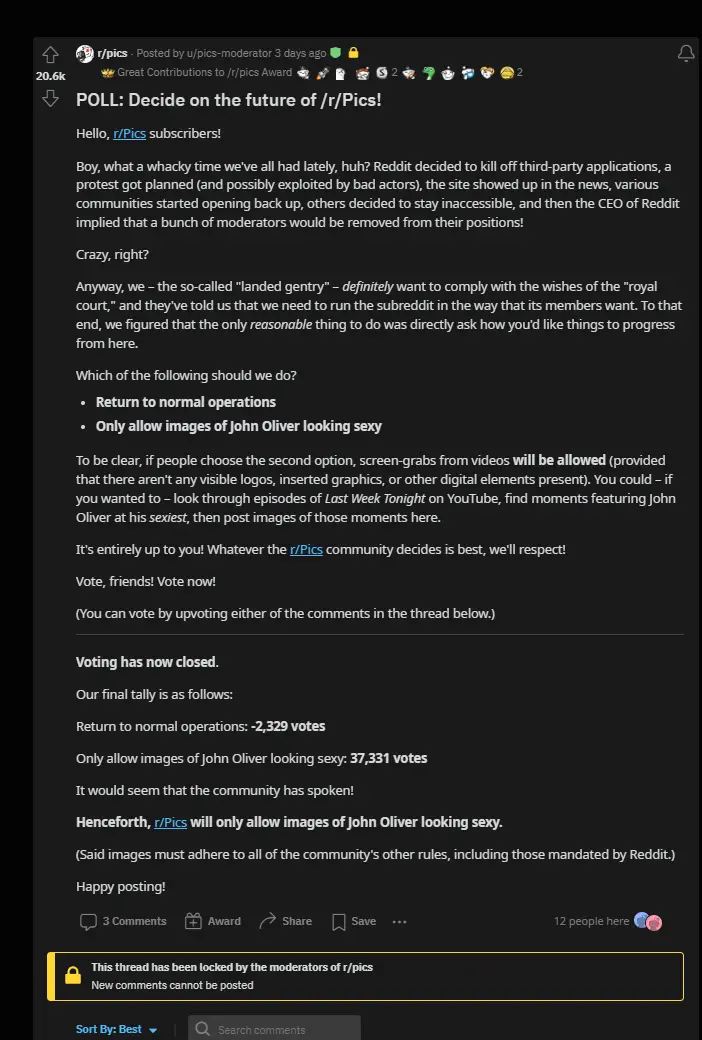 r/pics · Posted by u/pics-moderator 3 days ago
20.6k
Great Contributions to /r/pics Award 2 2
POLL: Decide on the future of /r/Pics!
Hello, r/Pics subscribers!
Boy, what a whacky time we've all had lately, huh? Reddit decided to kill off third-party applications, a
protest got planned (and possibly exploited by bad actors), the site showed up in the news, various
communities started opening back up, others decided to stay inaccessible, and then the CEO of Reddit
implied that a bunch of moderators would be removed from their positions!
Crazy, right?
Anyway, we – the so-called "landed gentry" – definitely want to comply with the wishes of the "royal
court," and they've told us that we need to run the subreddit in the way that its members want. To that
end, we figured that the only reasonable thing to do was directly ask how you'd like things to progress
from here.
Which of the following should we do?
• Return to normal operations
• Only allow images of John Oliver looking sexy
To be clear, if people choose the second option, screen-grabs from videos will be allowed (provided
that there aren't any visible logos, inserted graphics, or other digital elements present). You could – if
you wanted to – look through episodes of Last Week Tonight on YouTube, find moments featuring John
Oliver at his sexiest, then post images of those moments here.
It's entirely up to you! Whatever the r/Pics community decides is best, we'll respect!
Vote, friends! Vote now!
(You can vote by upvoting either of the comments in the thread below.)
Voting has now closed.
Our final tally is as follows:
Return to normal operations: -2,329 votes
Only allow images of John Oliver looking sexy: 37,331 votes
It would seem that the community has spoken!
Henceforth, r/Pics will only allow images of John Oliver looking sexy.
(Said images must adhere to all of the community's other rules, including those mandated by Reddit.)
Happy posting!
3 Comments Award Share Save ··· 12 people here
This thread has been locked by the moderators of r/pics
New comments cannot be posted
Sort By: Best Search comments